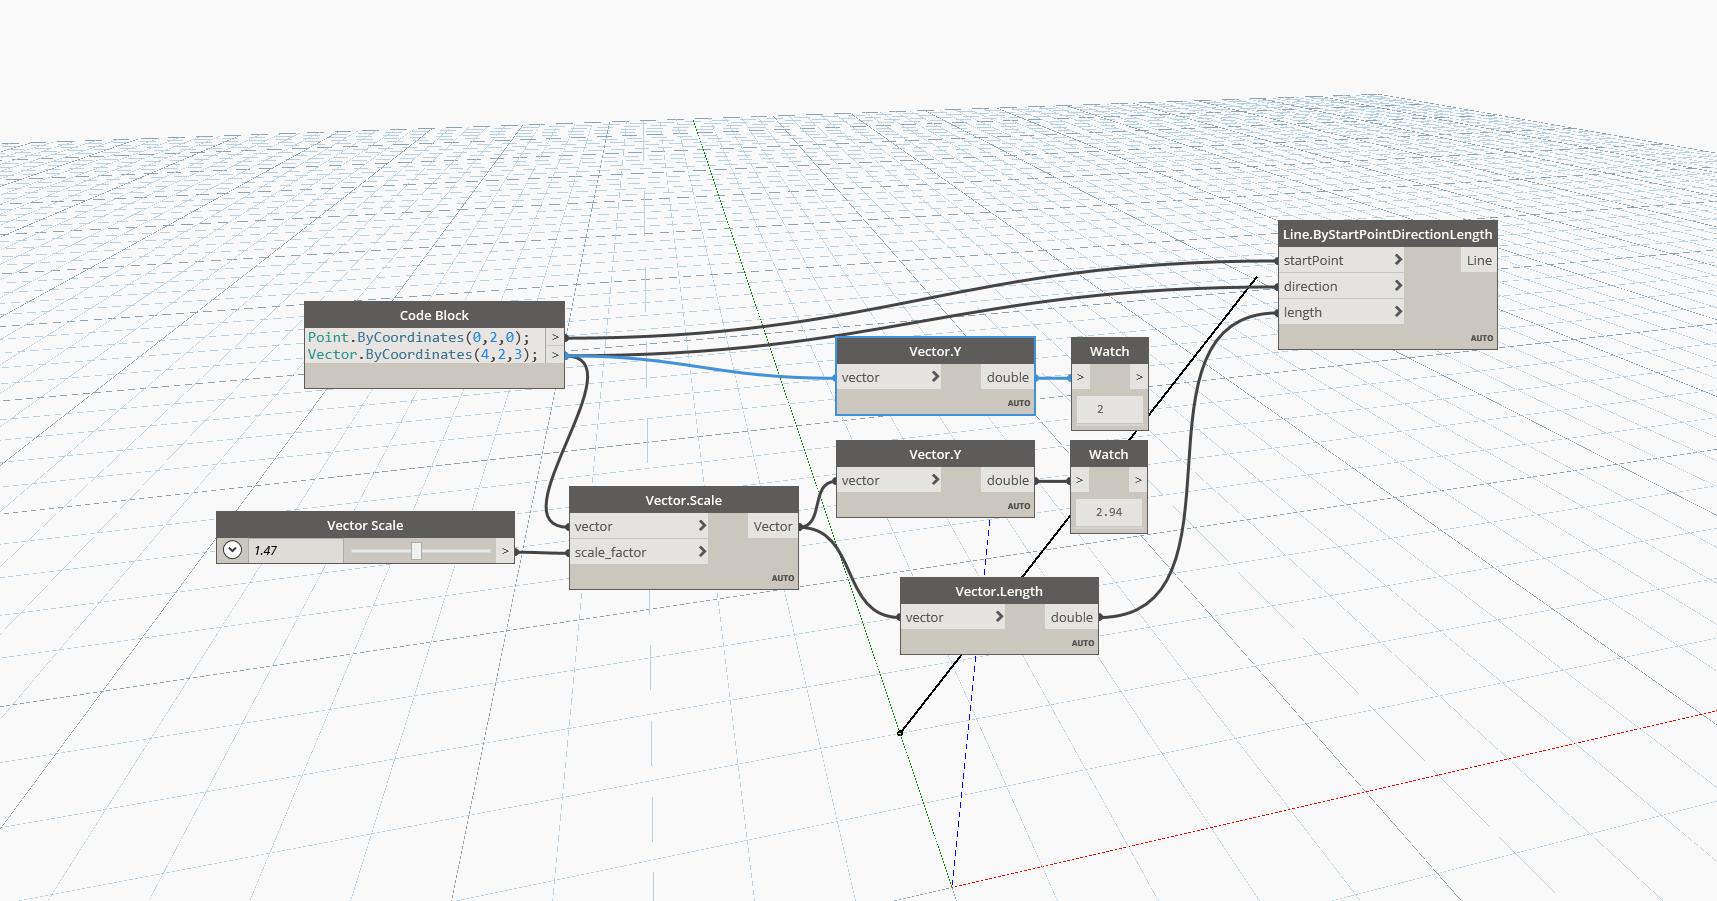 Line.ByStartPointDirectionLength
startPoint > Line
direction >
length >
AUTO
Code Block
Point.ByCoordinates(0,2,0); >
Vector.ByCoordinates(4,2,3); >
Vector.Y
vector > double
AUTO
Watch
> >
2
Vector.Y
vector > double
AUTO
Watch
> >
2.94
Vector Scale
1.47 >
Vector.Scale
vector > Vector
scale_factor >
AUTO
Vector.Length
vector > double
AUTO